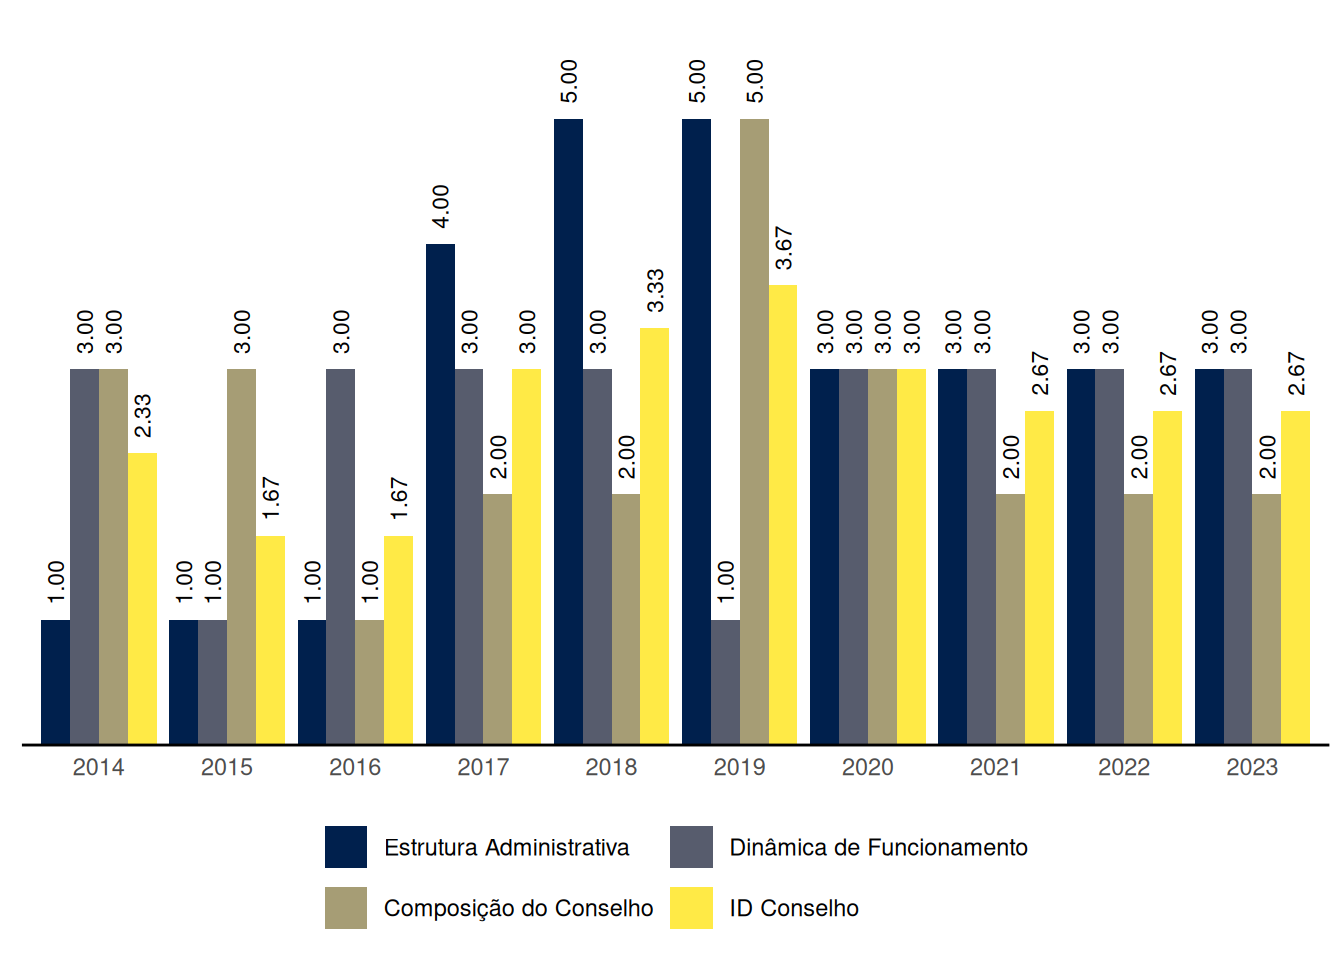 1.00 3.00 3.00 2.33
1.00 1.00 3.00 1.67
1.00 3.00 1.00 1.67
4.00 3.00 2.00 3.00
5.00 3.00 2.00 3.33
5.00 1.00 5.00 3.67
3.00 3.00 3.00 3.00
3.00 3.00 2.00 2.67
3.00 3.00 2.00 2.67
3.00 3.00 2.00 2.67
2014 2015 2016 2017 2018 2019 2020 2021 2022 2023
Estrutura Administrativa Dinâmica de Funcionamento
Composição do Conselho ID Conselho